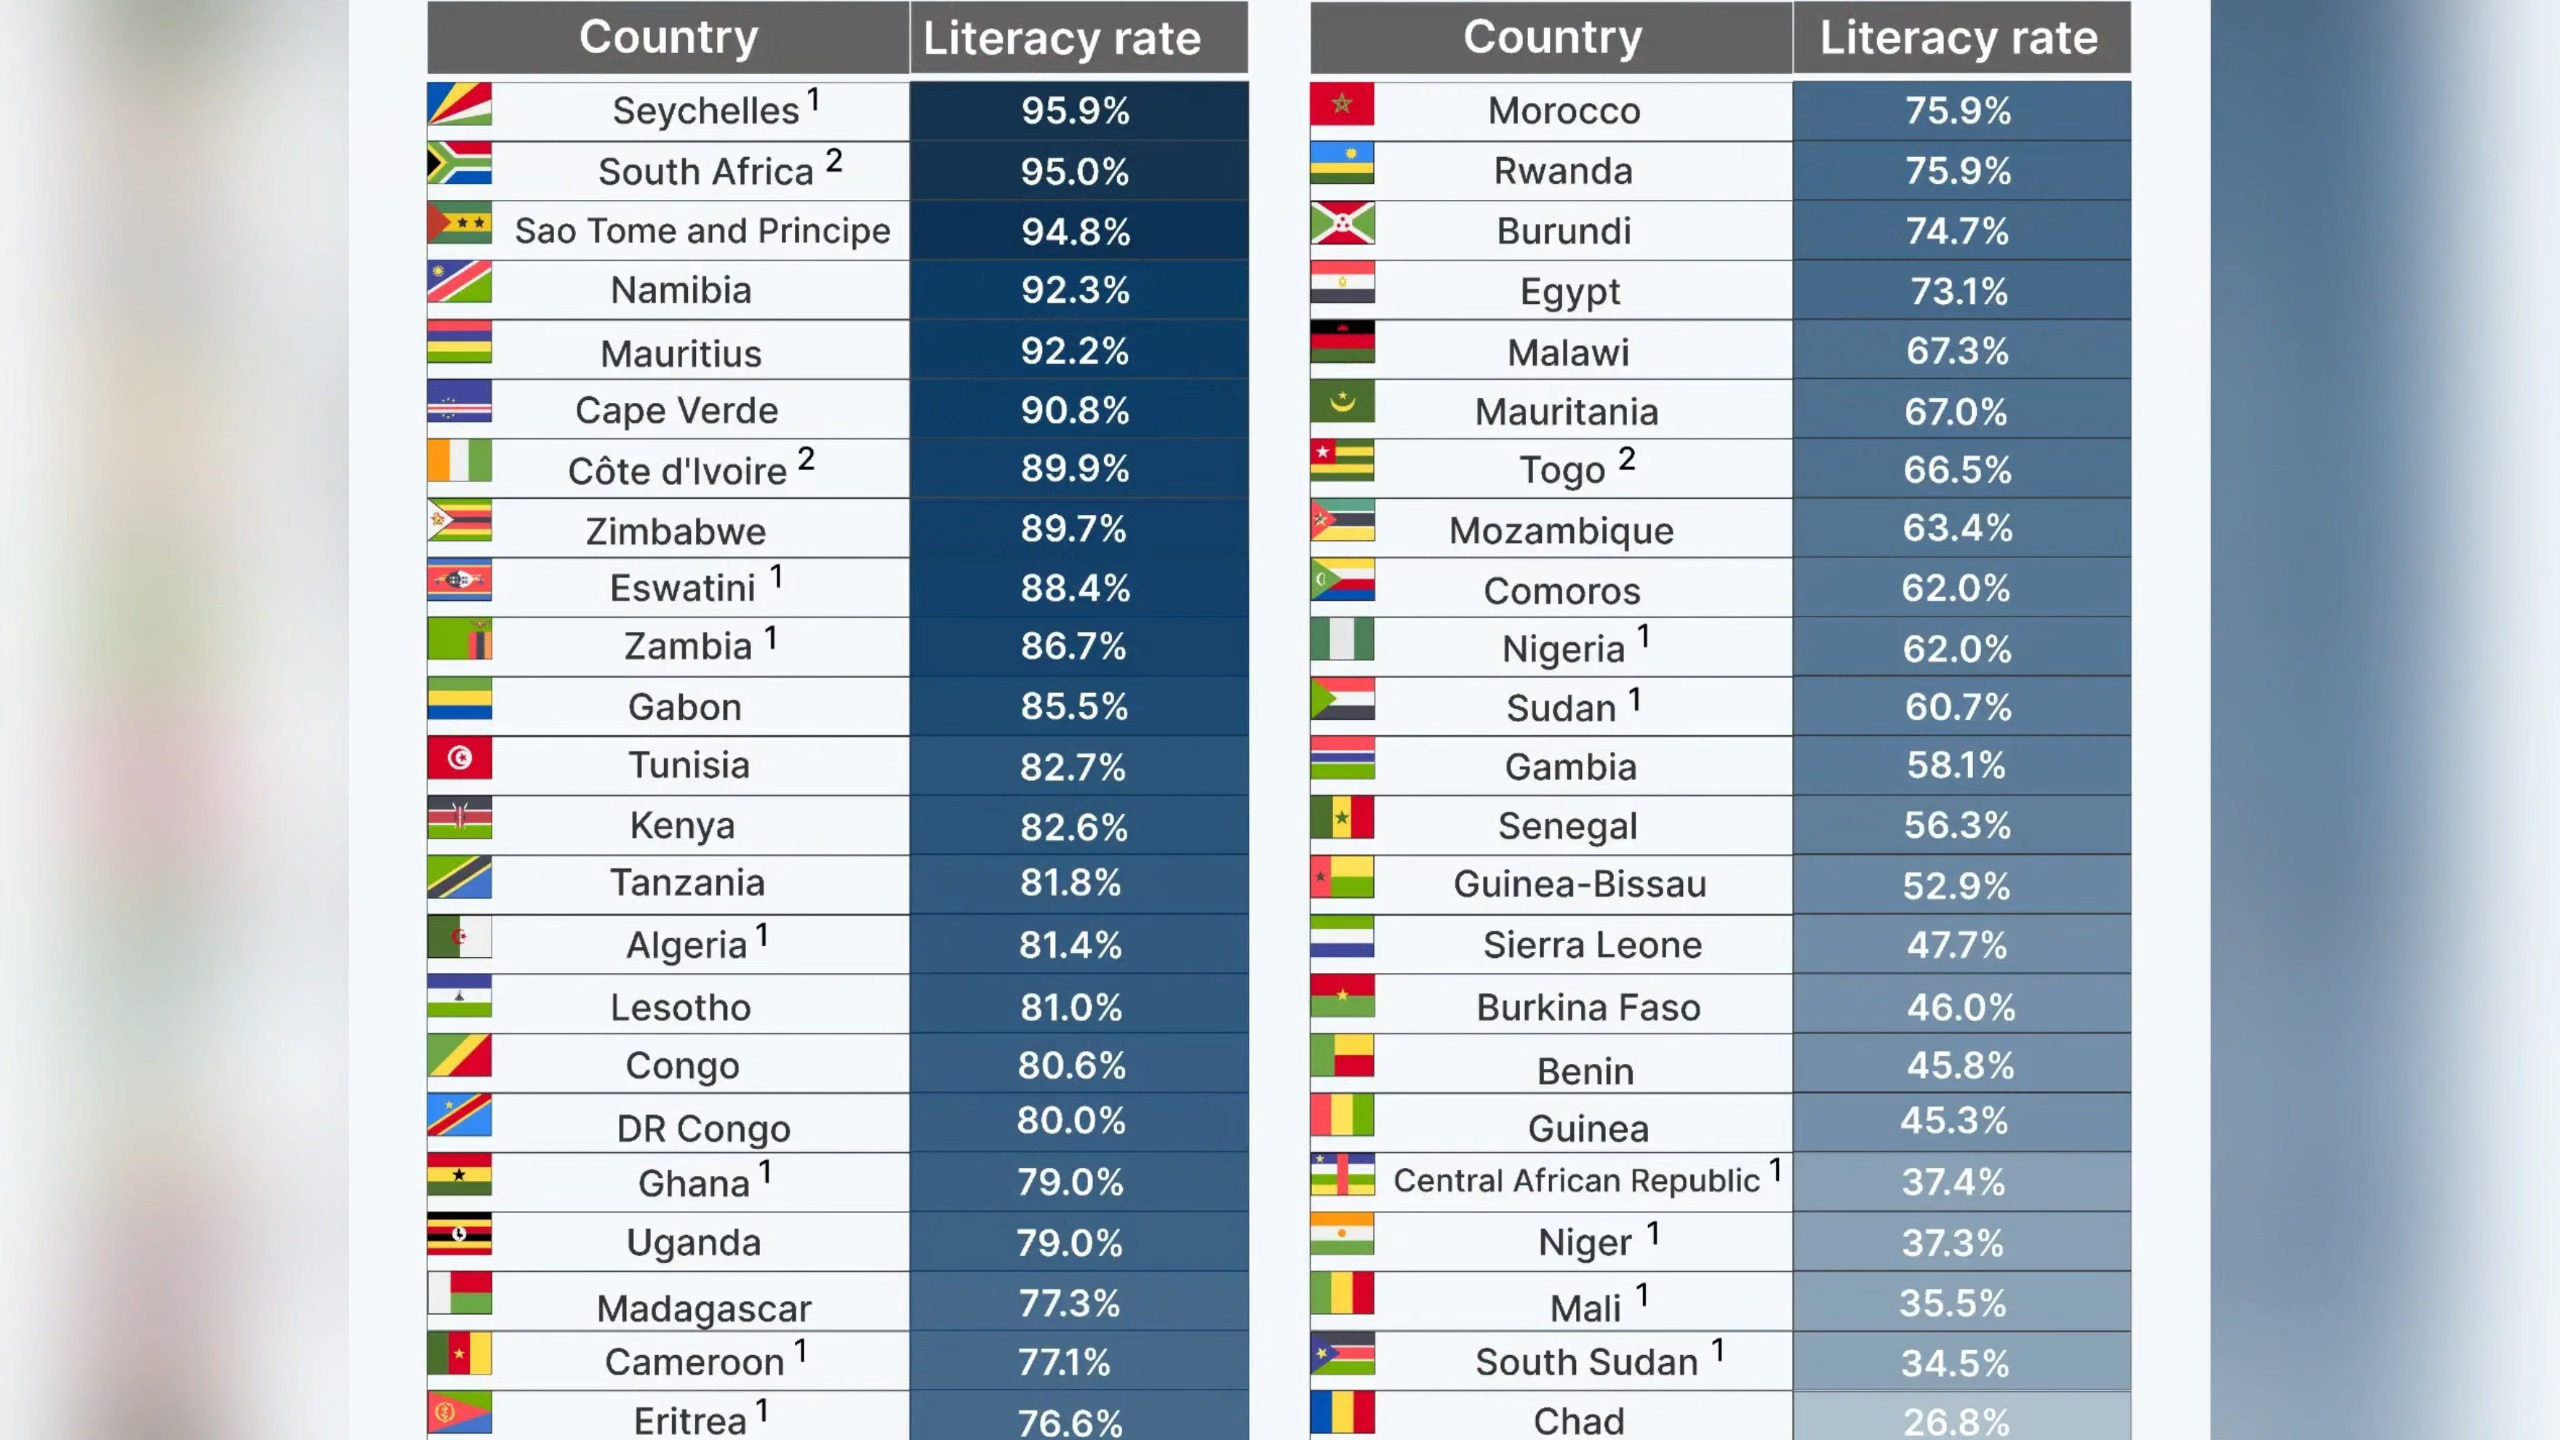 Country Literacy rate
Seychelles 1 95.9%
South Africa 2 95.0%
Sao Tome and Principe 94.8%
Namibia 92.3%
Mauritius 92.2%
Cape Verde 90.8%
Côte d'Ivoire 2 89.9%
Zimbabwe 89.7%
Eswatini 1 88.4%
Zambia 1 86.7%
Gabon 85.5%
Tunisia 82.7%
Kenya 82.6%
Tanzania 81.8%
Algeria 1 81.4%
Lesotho 81.0%
Congo 80.6%
DR Congo 80.0%
Ghana 1 79.0%
Uganda 79.0%
Madagascar 77.3%
Cameroon 1 77.1%
Eritrea 1 76.6%
Country Literacy rate
Morocco 75.9%
Rwanda 75.9%
Burundi 74.7%
Egypt 73.1%
Malawi 67.3%
Mauritania 67.0%
Togo 2 66.5%
Mozambique 63.4%
Comoros 62.0%
Nigeria 1 62.0%
Sudan 1 60.7%
Gambia 58.1%
Senegal 56.3%
Guinea-Bissau 52.9%
Sierra Leone 47.7%
Burkina Faso 46.0%
Benin 45.8%
Guinea 45.3%
Central African Republic 1 37.4%
Niger 1 37.3%
Mali 1 35.5%
South Sudan 1 34.5%
Chad 26.8%